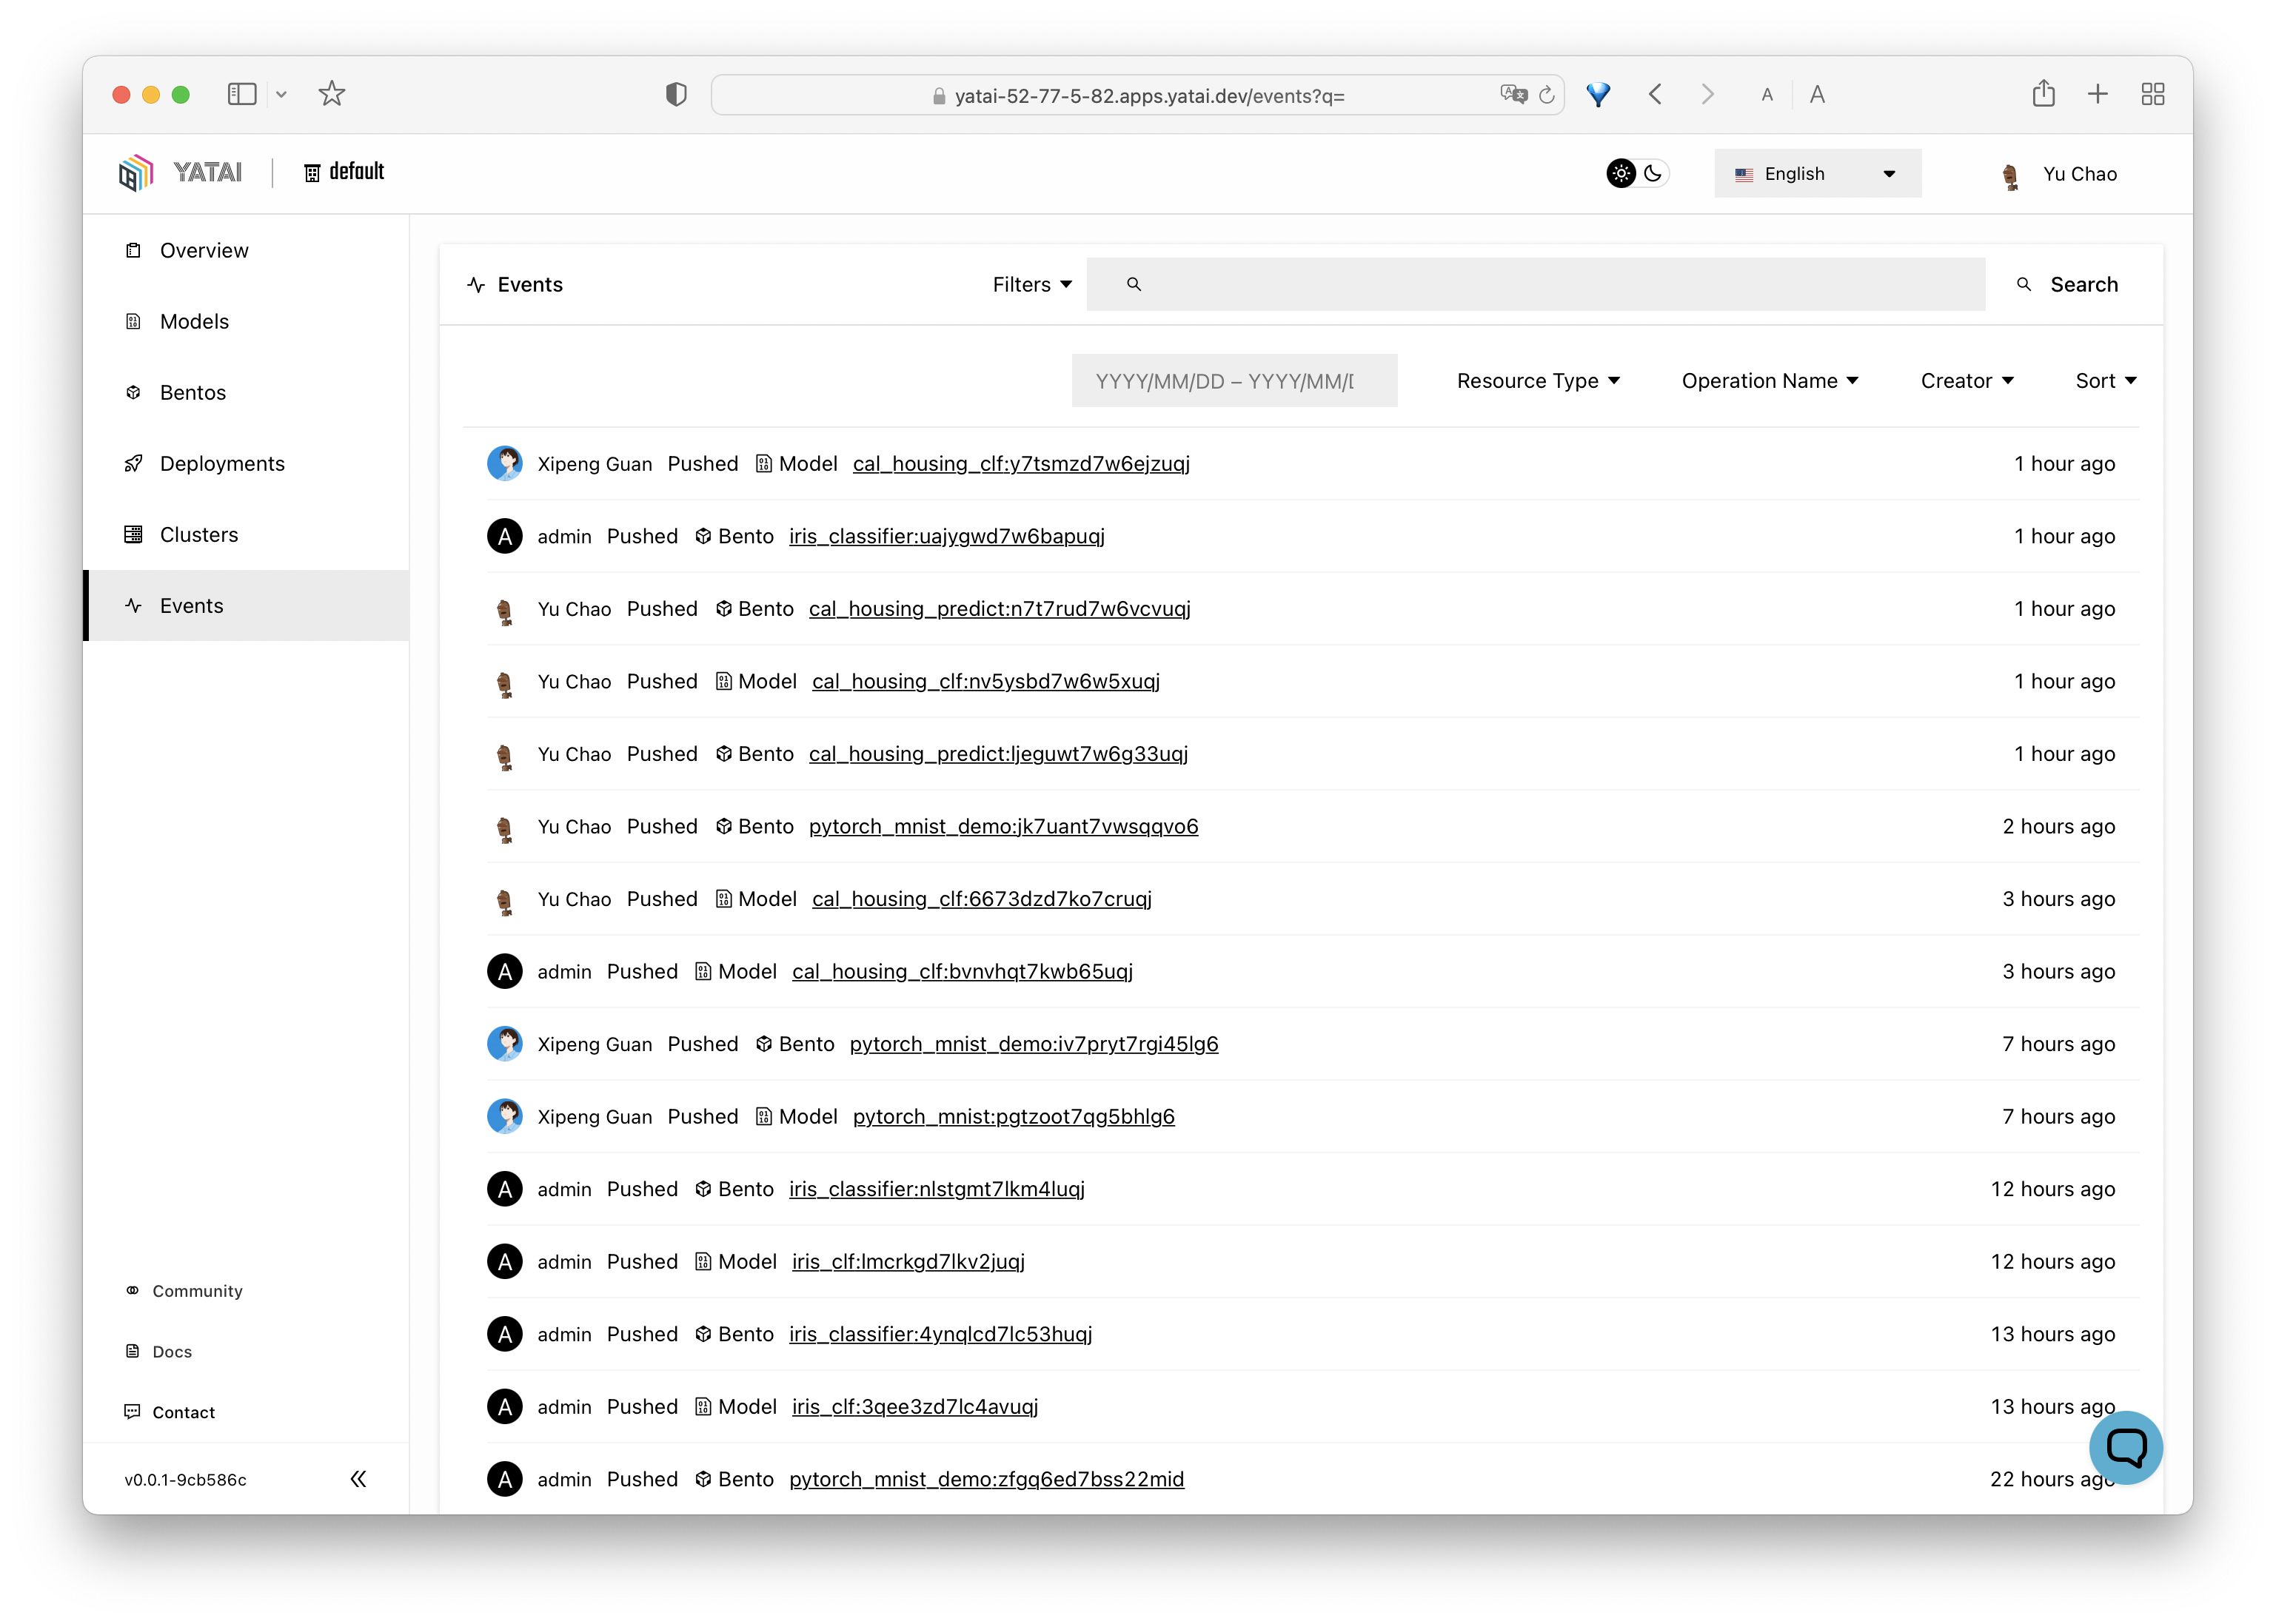 yatai-52-77-5-82.apps.yatai.dev/events?q=
A A
YATAI default English Yu Chao
Overview
Models
Bentos
Deployments
Clusters
Events
Community
Docs
Contact
v0.0.1-9cb586c
Events Filters Search
YYYY/MM/DD – YYYY/MM/D Resource Type Operation Name Creator Sort
Xipeng Guan Pushed Model cal_housing_clf:y7tsmzd7w6ejzuqj 1 hour ago
A admin Pushed Bento iris_classifier:uajygwd7w6bapuqj 1 hour ago
Yu Chao Pushed Bento cal_housing_predict:n7t7rud7w6vcvuqj 1 hour ago
Yu Chao Pushed Model cal_housing_clf:nv5ysbd7w6w5xuqj 1 hour ago
Yu Chao Pushed Bento cal_housing_predict:ljeguwt7w6g33uqj 1 hour ago
Yu Chao Pushed Bento pytorch_mnist_demo:jk7uant7vwsqqvo6 2 hours ago
Yu Chao Pushed Model cal_housing_clf:6673dzd7ko7cruqj 3 hours ago
A admin Pushed Model cal_housing_clf:bvnvhqt7kwb65uqj 3 hours ago
Xipeng Guan Pushed Bento pytorch_mnist_demo:iv7pryt7rgi45lg6 7 hours ago
Xipeng Guan Pushed Model pytorch_mnist:pgtzoot7qg5bhlg6 7 hours ago
A admin Pushed Bento iris_classifier:nlstgmt7lkm4luqj 12 hours ago
A admin Pushed Model iris_clf:lmcrkgd7lkv2juqj 12 hours ago
A admin Pushed Bento iris_classifier:4ynqlcd7lc53huqj 13 hours ago
A admin Pushed Model iris_clf:3qee3zd7lc4avuqj 13 hours ago
A admin Pushed Bento pytorch_mnist_demo:zfgq6ed7bss22mid 22 hours ago